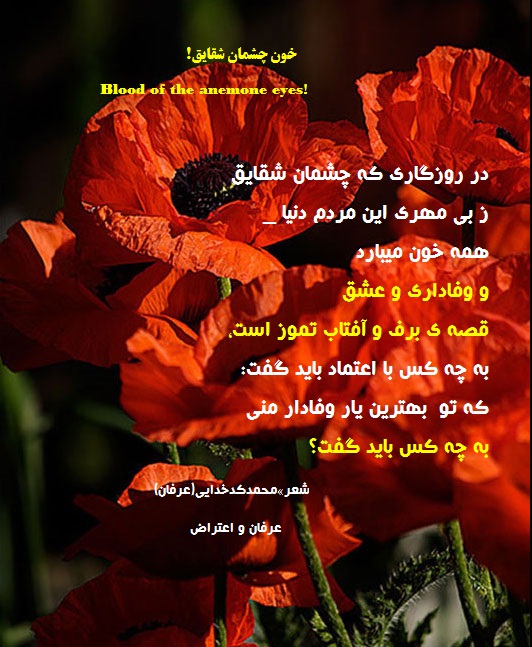 خون چشمان شقایق!
Blood of the anemone eyes!
در روزگاری که چشمان شقایق
ز بی مهری این مردم دنیا _
همه خون میبارد
و وفاداری و عشق
قصه ی برف و آفتاب تموز است،
به چه کس با اعتماد باید گفت:
که تو بهترین یار وفادار منی
به چه کس باید گفت؟
شعر»محمدکدخدایی(عرفان)
عرفان و اعتراض